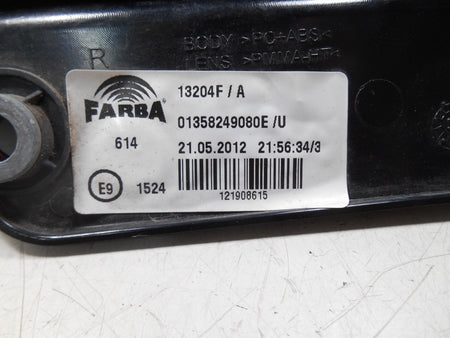 R
BODY >PC+ABS<
LENS >PMMA-HT<
FARBA
13204F / A
01358249080E /U
614
21.05.2012 21:56:34/3
E9 1524
121908615